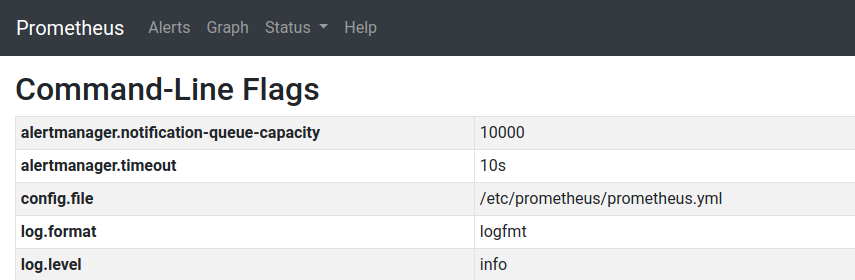 Prometheus Alerts Graph Status Help
Command-Line Flags
alertmanager.notification-queue-capacity 10000
alertmanager.timeout 10s
config.file /etc/prometheus/prometheus.yml
log.format logfmt
log.level info